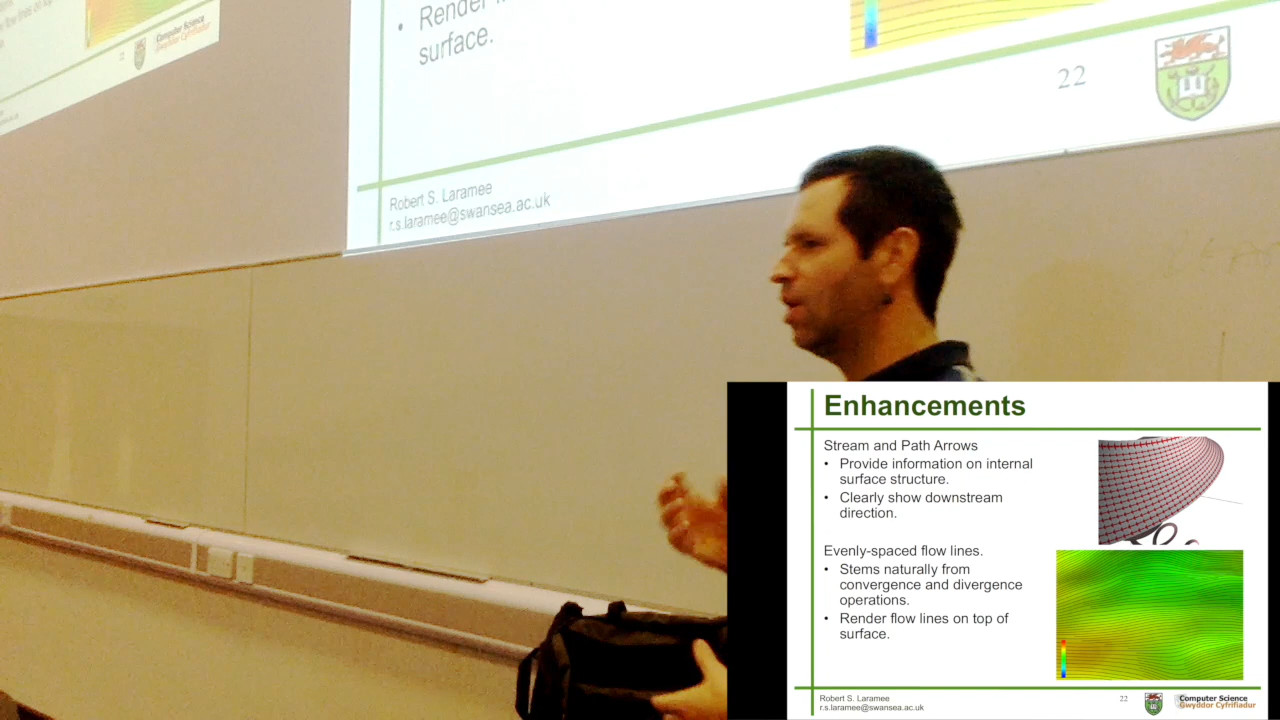 Computer Science
Gwyddor Cyfrifiadur
• Render
surface.
22
Robert S. Laramee
r.s.laramee@swansea.ac.uk
Enhancements
Stream and Path Arrows
• Provide information on internal
surface structure.
• Clearly show downstream
direction.
Evenly-spaced flow lines.
• Stems naturally from
convergence and divergence
operations.
• Render flow lines on top of
surface.
Robert S. Laramee
r.s.laramee@swansea.ac.uk
22
Computer Science
Gwyddor Cyfrifiadur